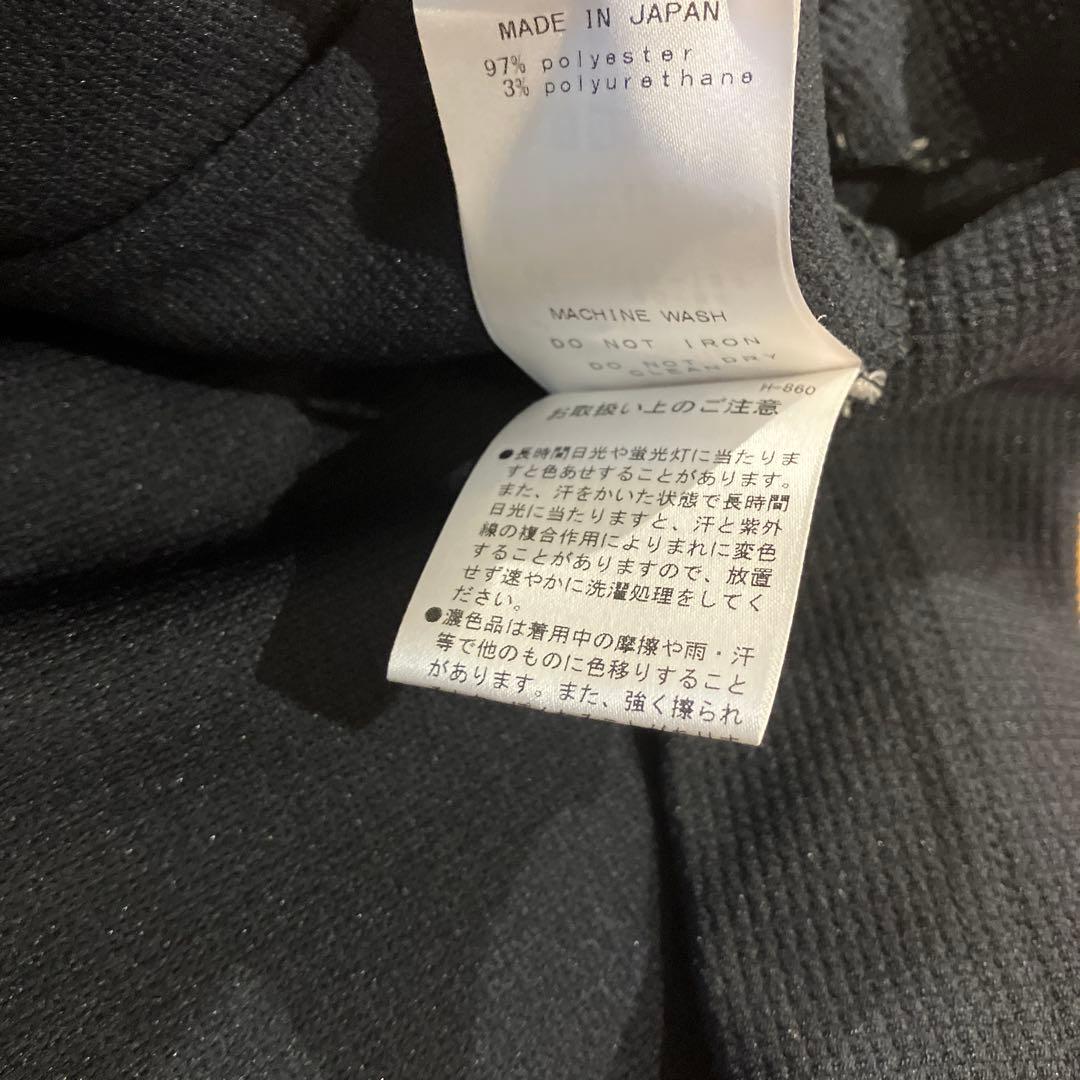 MADE IN JAPAN
97% polyester
3% polyurethane
MACHINE WASH
DO NOT IRON
DO NOT DRY
CLEAN
H-860
お取扱い上のご注意
●長時間日光や蛍光灯に当たりま
すと色あせすることがあります。
また、汗をかいた状態で長時間
日光に当たりますと、汗と紫外
線の複合作用によりまれに変色
することがありますので、放置
せず速やかに洗濯処理をしてく
ださい。
●濃色品は着用中の摩擦や雨・汗
等で他のものに色移りすること
があります。また、強く擦られ